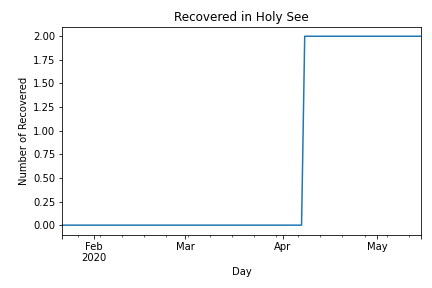 Recovered in Holy See
Number of Recovered
2.00
1.75
1.50
1.25
1.00
0.75
0.50
0.25
0.00
Feb
2020
Mar
Apr
May
Day